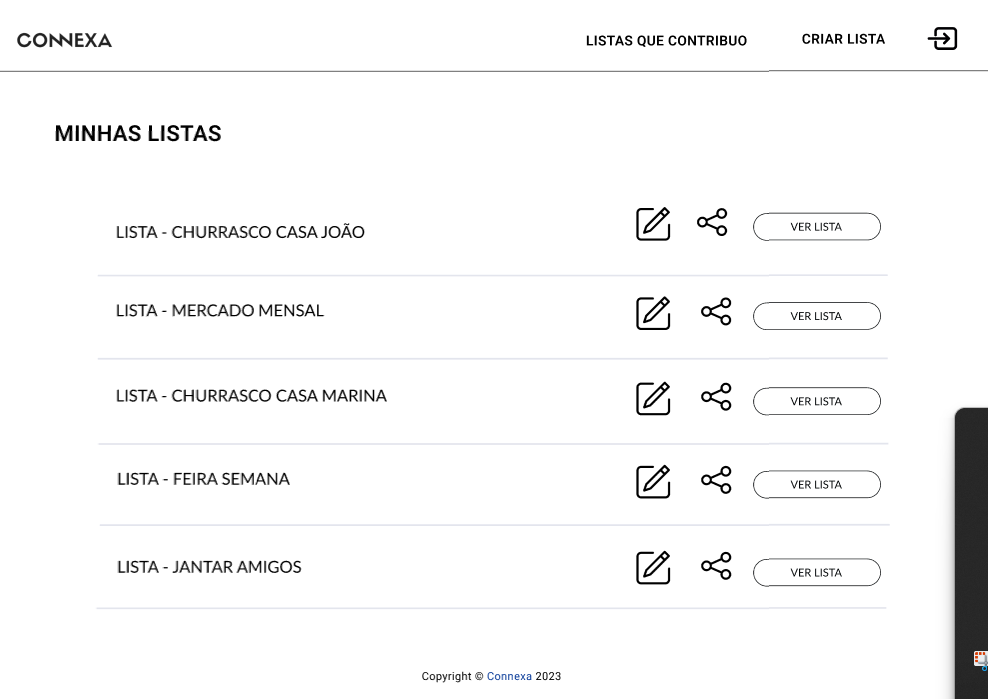 CONNEXA
LISTAS QUE CONTRIBUO
CRIAR LISTA
MINHAS LISTAS
LISTA - CHURRASCO CASA JOÃO
VER LISTA
LISTA - MERCADO MENSAL
VER LISTA
LISTA - CHURRASCO CASA MARINA
VER LISTA
LISTA - FEIRA SEMANA
VER LISTA
LISTA - JANTAR AMIGOS
VER LISTA
Copyright © Connexa 2023